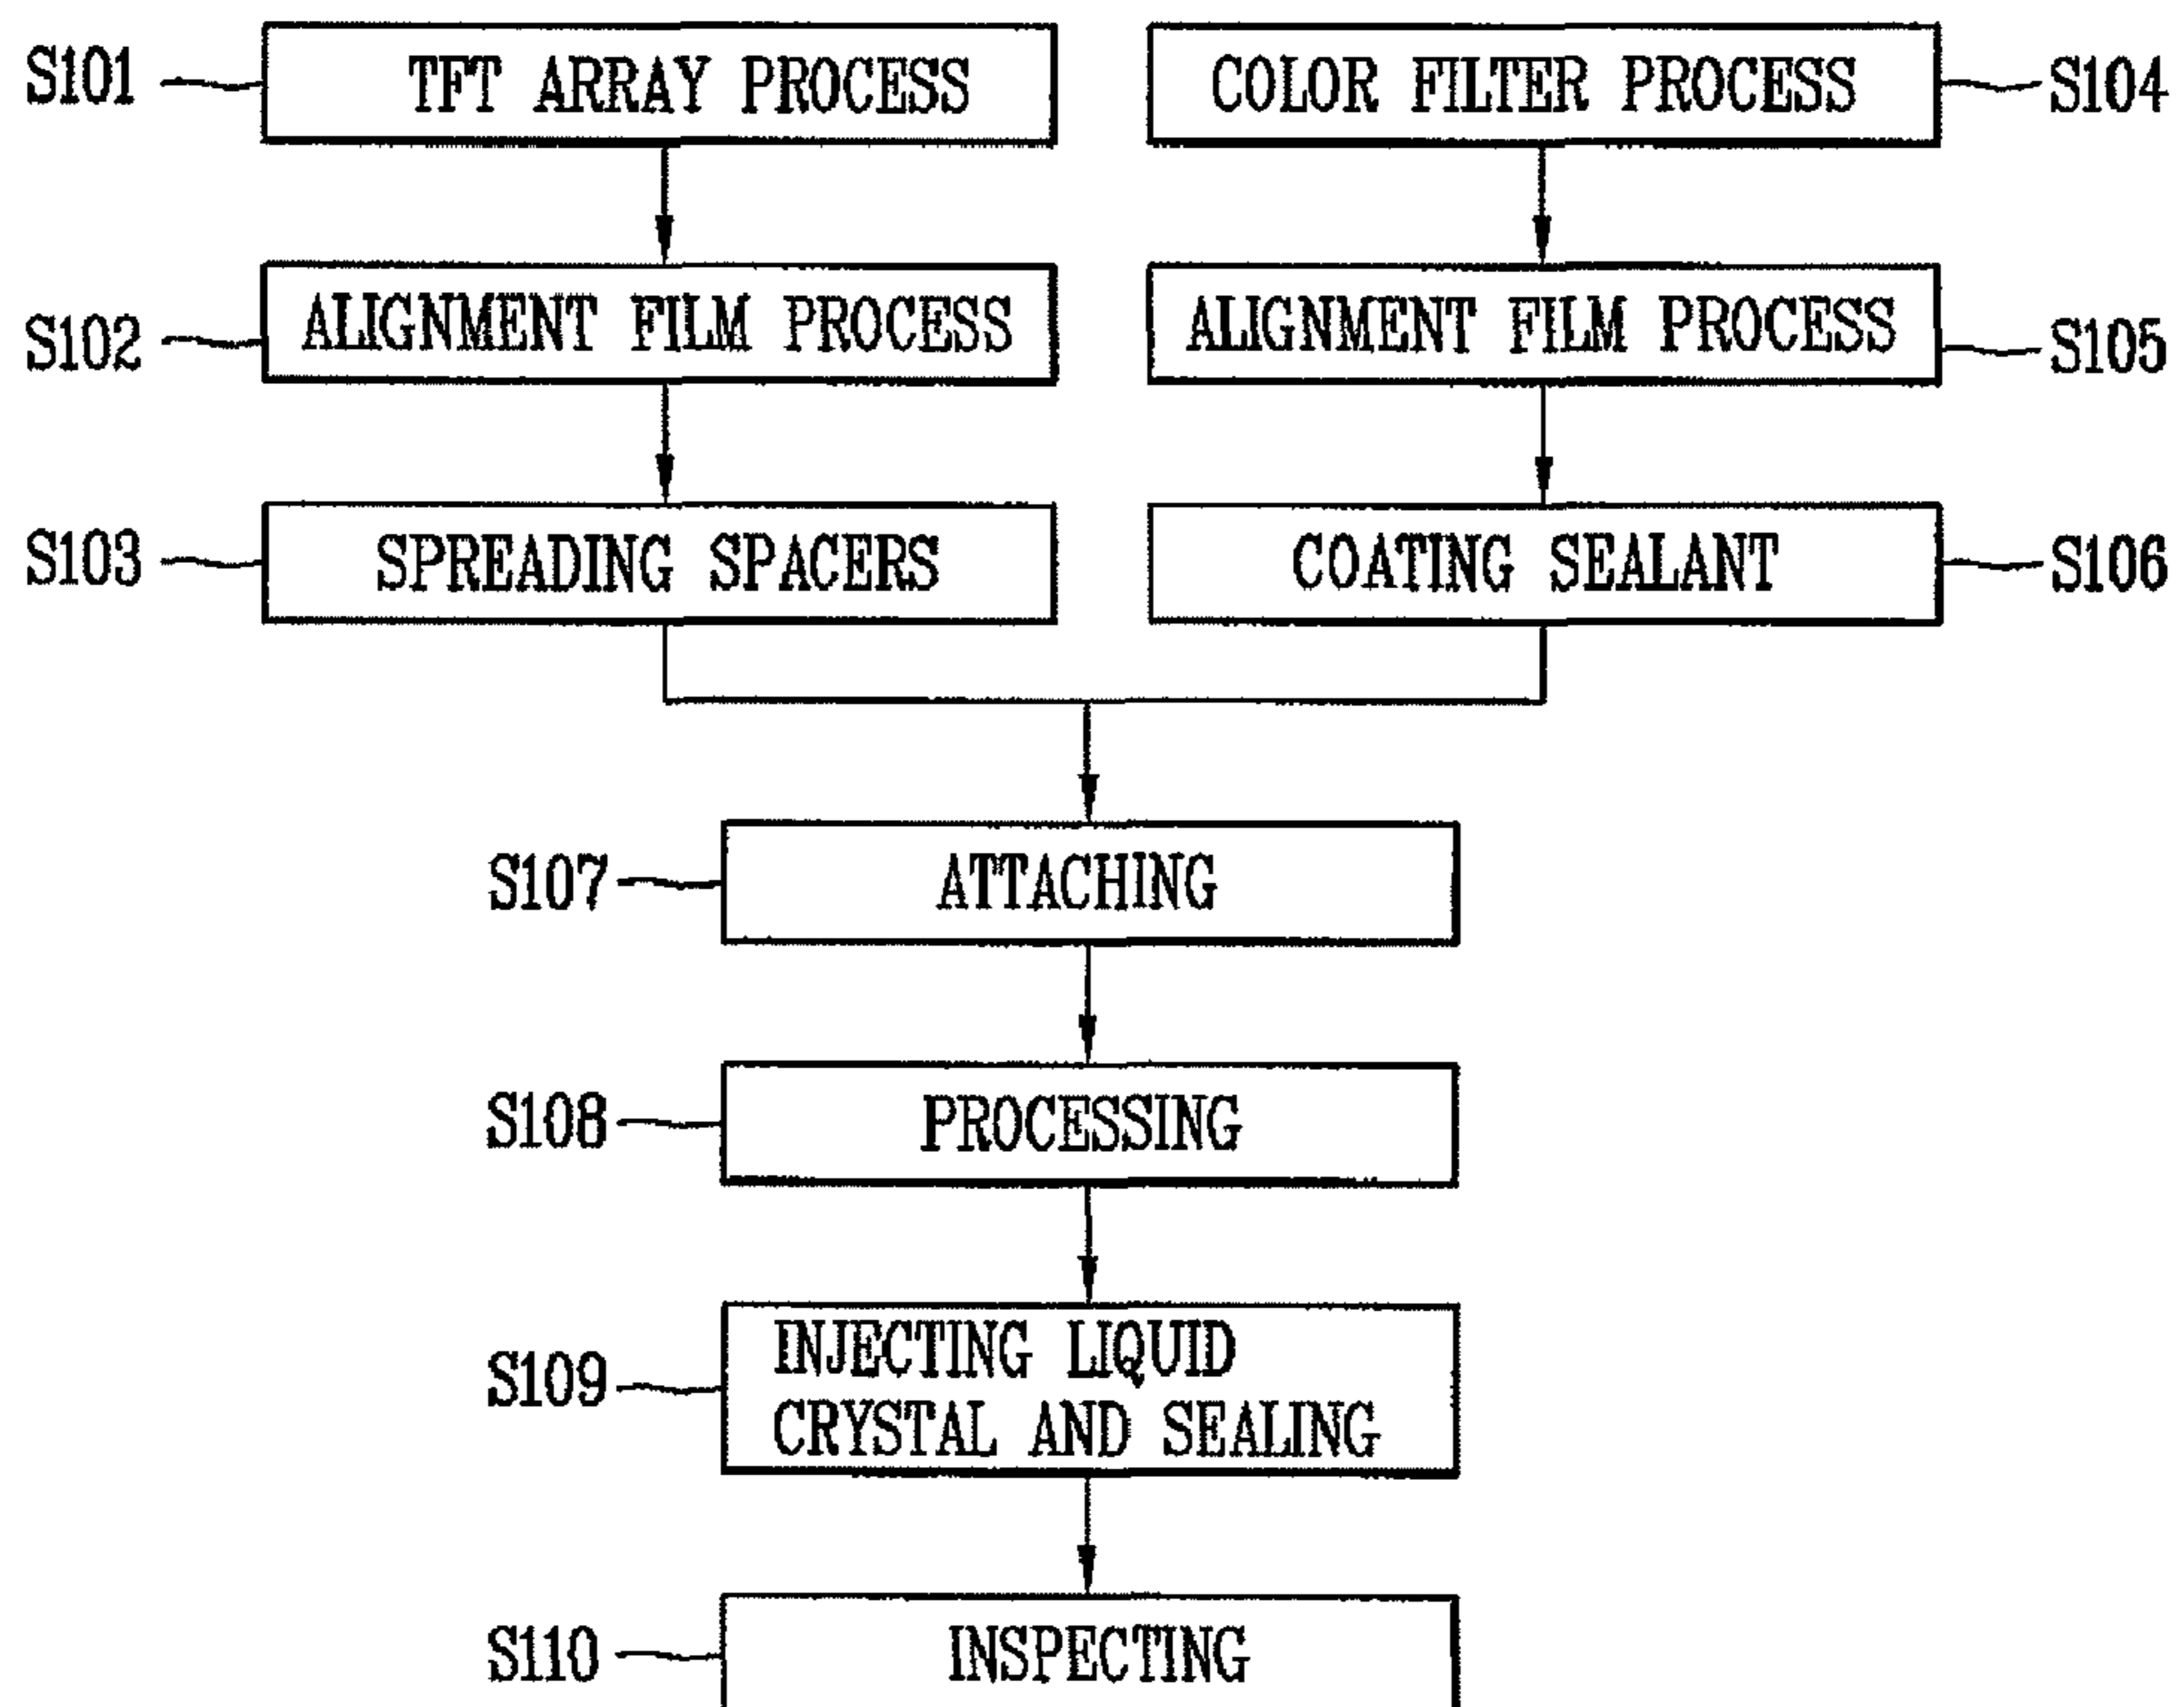 S101 TFT ARRAY PROCESS COLOR FILTER PROCESS S104
S102 ALIGNMENT FILM PROCESS ALIGNMENT FILM PROCESS S105
S103 SPREADING SPACERS COATING SEALANT S106
S107 ATTACHING
S108 PROCESSING
S109 INJECTING LIQUID
CRYSTAL AND SEALING
S110 INSPECTING